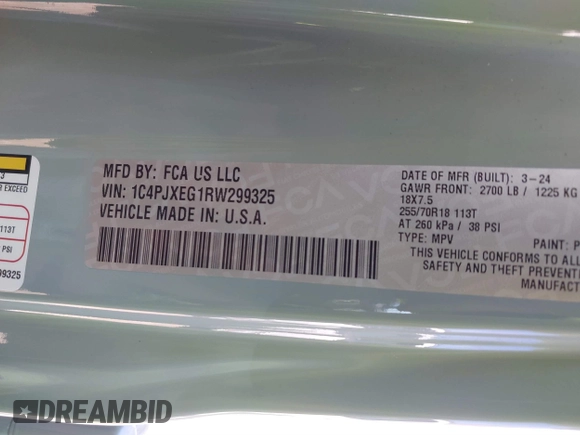 3
EXCEED
113T
PSI
99325
MFD BY: FCA US LLC
VIN: 1C4PJXEG1RW299325
VEHICLE MADE IN U.S.A.
DATE OF MFR (BUILT): 3-24
GAWR FRONT: 2700 LB / 1225 KG
18X7.5
255/70R18 113T
AT 260 kPa / 38 PSI
TYPE: MPV
PAINT: P
THIS VEHICLE CONFORMS TO ALL
SAFETY AND THEFT PREVENT
MANUFACT
DREAMBID